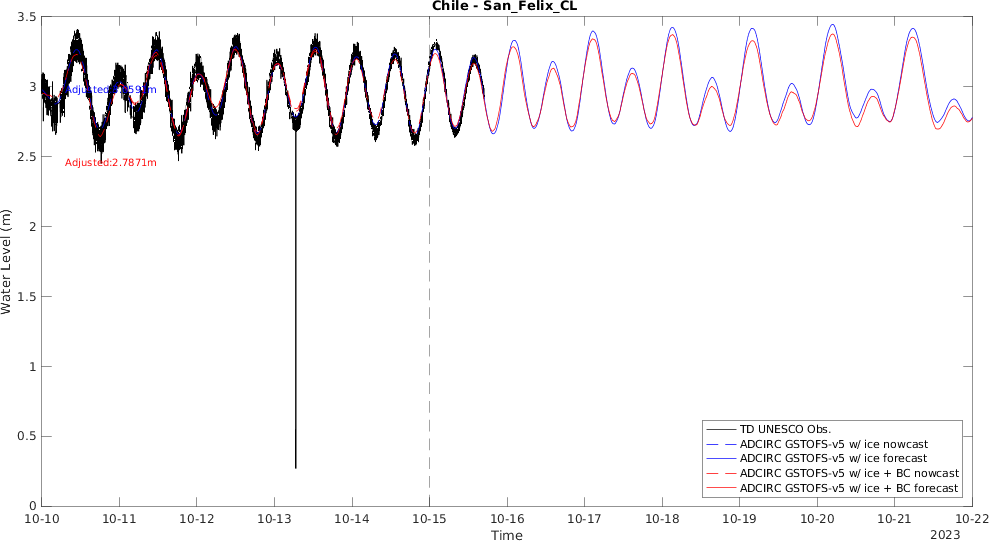 Chile - San_Felix_CL
Water Level (m)
3.5
3
2.5
2
1.5
1
0.5
0
Adjusted:2.7871m
10-10
10-11
10-12
10-13
10-14
10-15
10-16
10-17
10-18
10-19
10-20
10-21
10-22
Time
2023
TD UNESCO Obs.
ADCIRC GSTOFS-v5 w/ ice nowcast
ADCIRC GSTOFS-v5 w/ ice forecast
ADCIRC GSTOFS-v5 w/ ice + BC nowcast
ADCIRC GSTOFS-v5 w/ ice + BC forecast